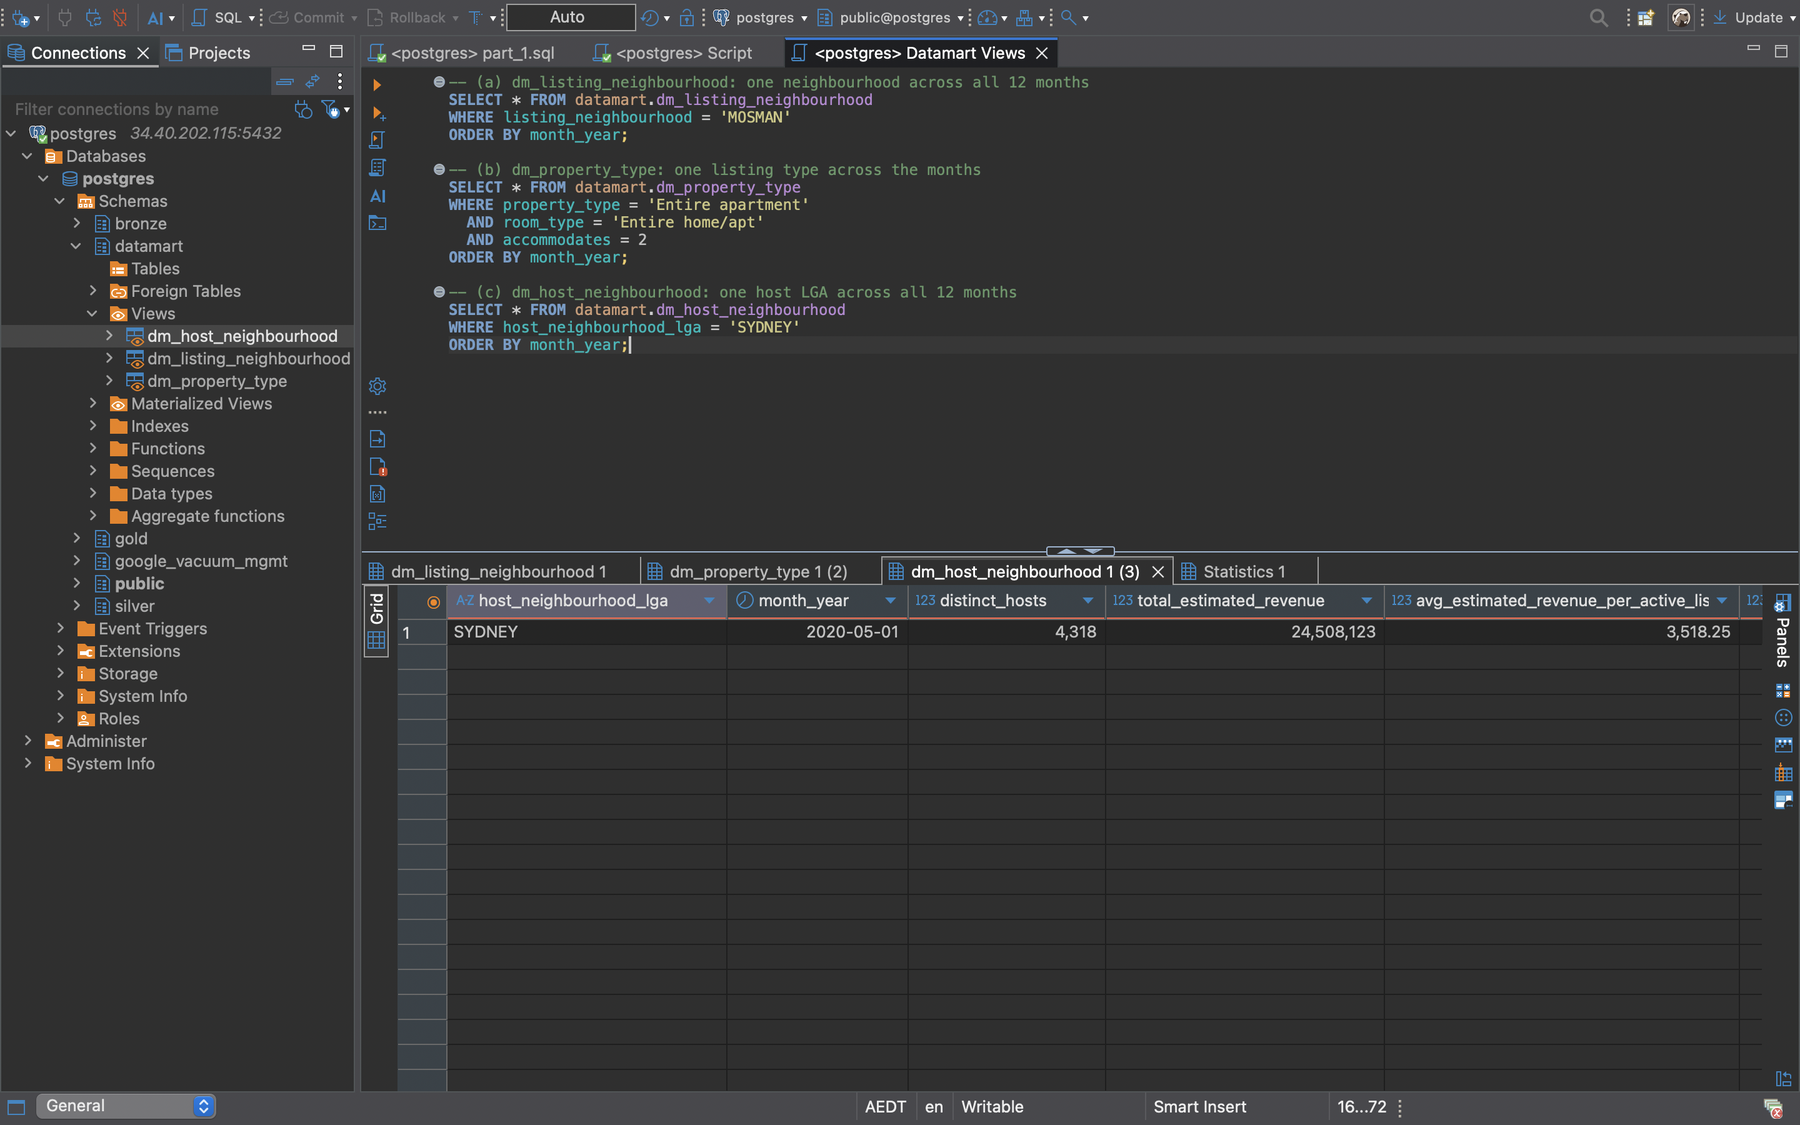 AI
SQL
Commit
Rollback
T
Auto
postgres
public@postgres
Update
Connections
Projects
<postgres> part_1.sql
<postgres> Script
<postgres> Datamart Views
Filter connections by name
postgres 34.40.202.115:5432
Databases
postgres
Schemas
bronze
datamart
Tables
Foreign Tables
Views
dm_host_neighbourhood
dm_listing_neighbourhood
dm_property_type
Materialized Views
Indexes
Functions
Sequences
Data types
Aggregate functions
gold
google_vacuum_mgmt
public
silver
Event Triggers
Extensions
Storage
System Info
Roles
Administer
System Info
AI
-- (a) dm_listing_neighbourhood: one neighbourhood across all 12 months
SELECT * FROM datamart.dm_listing_neighbourhood
WHERE listing_neighbourhood = 'MOSMAN'
ORDER BY month_year;
-- (b) dm_property_type: one listing type across the months
SELECT * FROM datamart.dm_property_type
WHERE property_type = 'Entire apartment'
AND room_type = 'Entire home/apt'
AND accommodates = 2
ORDER BY month_year;
-- (c) dm_host_neighbourhood: one host LGA across all 12 months
SELECT * FROM datamart.dm_host_neighbourhood
WHERE host_neighbourhood_lga = 'SYDNEY'
ORDER BY month_year;
dm_listing_neighbourhood 1
dm_property_type 1 (2)
dm_host_neighbourhood 1 (3)
Statistics 1
Grid
A-Z host_neighbourhood_lga
month_year
123 distinct_hosts
123 total_estimated_revenue
123 avg_estimated_revenue_per_active_lis
123
1
SYDNEY
2020-05-01
4,318
24,508,123
3,518.25
Panels
General
AEDT
en
Writable
Smart Insert
16...72